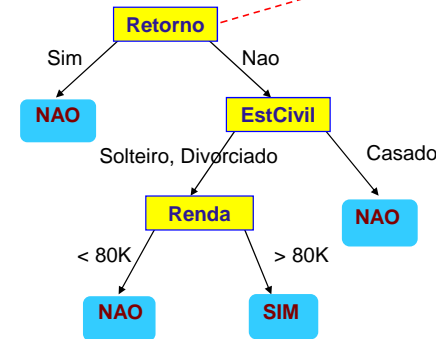 Retorno
Sim
Nao
NAO
EstCivil
Solteiro, Divorciado
Casado
Renda
NAO
< 80K
> 80K
NAO
SIM